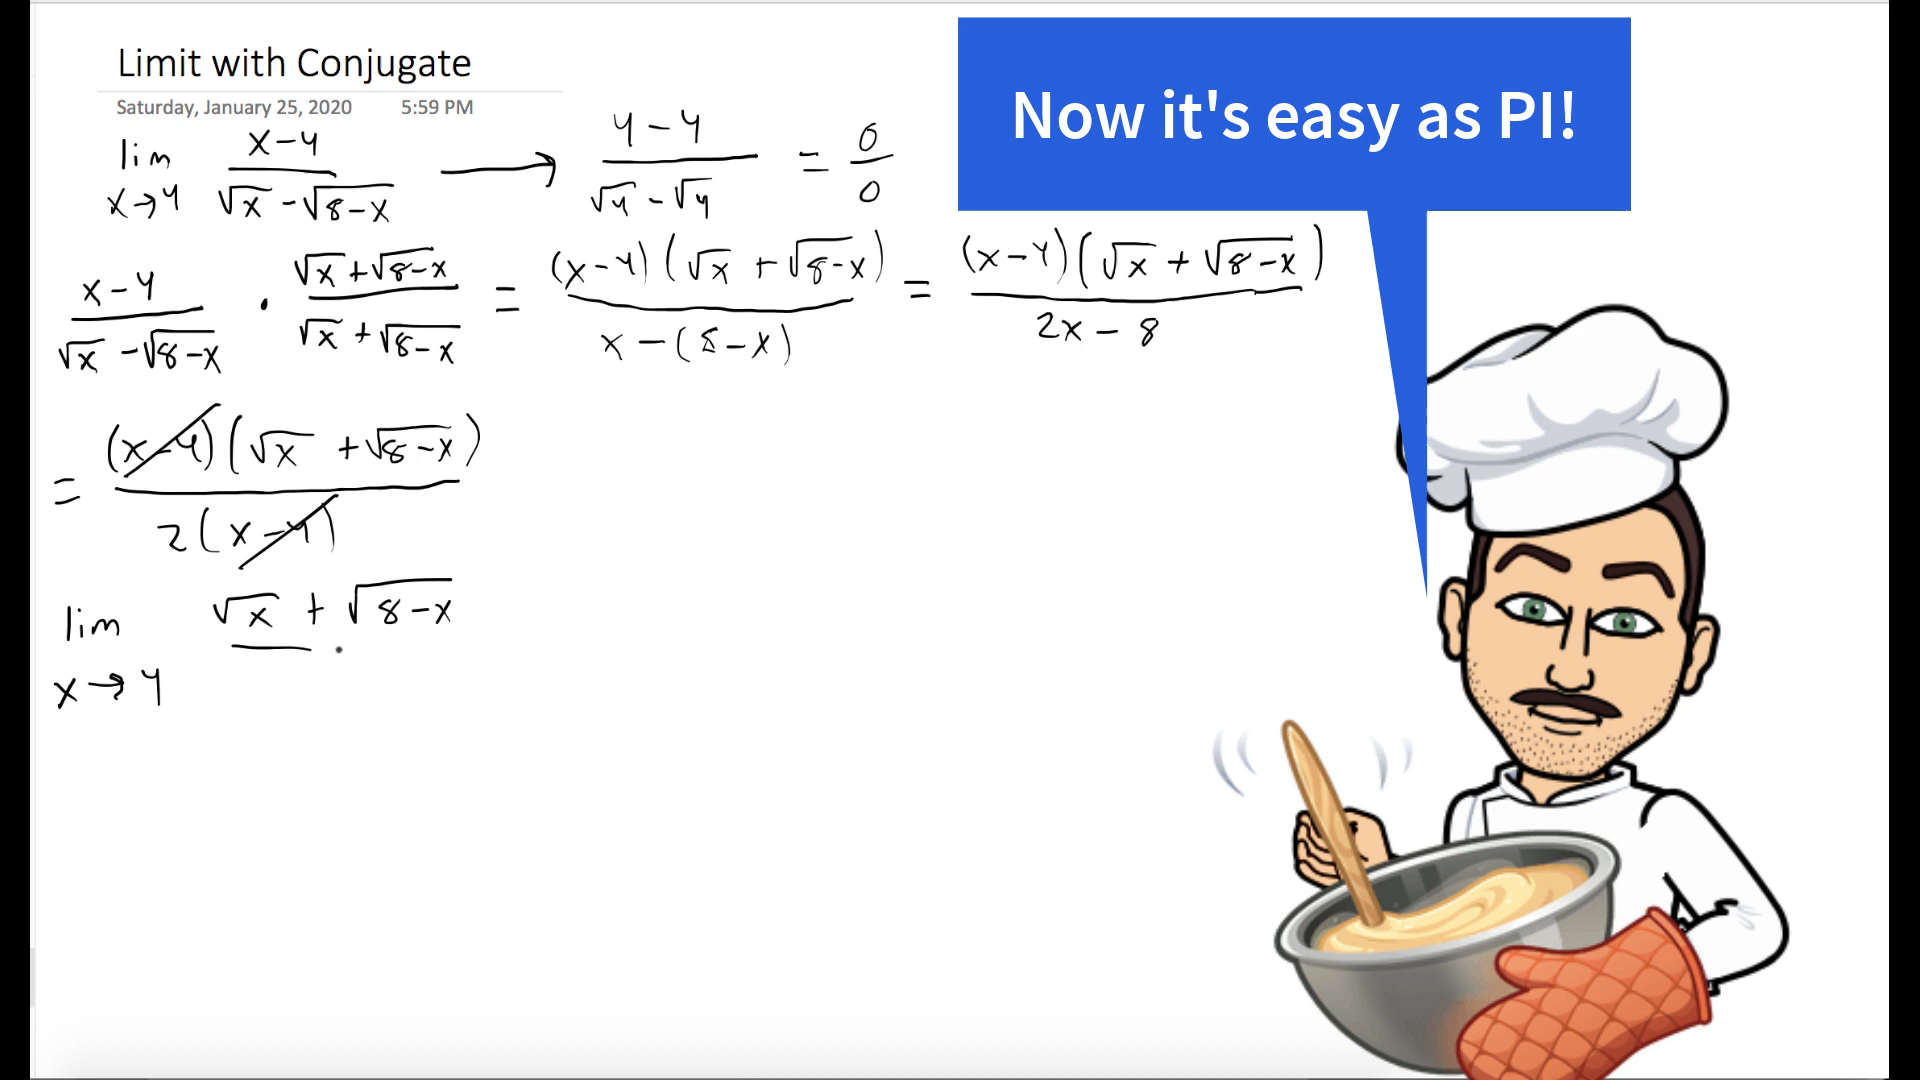 Limit with Conjugate
Saturday, January 25, 2020 5:59 PM
Now it's easy as PI!
lim x→4 (x-4)/(√x - √(8-x)) → (4-4)/(√4 - √4) = 0/0
(x-4)/(√x - √(8-x)) · (√x + √(8-x))/(√x + √(8-x)) = (x-4)(√x + √(8-x))/(x-(8-x)) = (x-4)(√x + √(8-x))/(2x-8)
= (x-4)(√x + √(8-x))/(2(x-4))
lim x→4 √x + √(8-x)